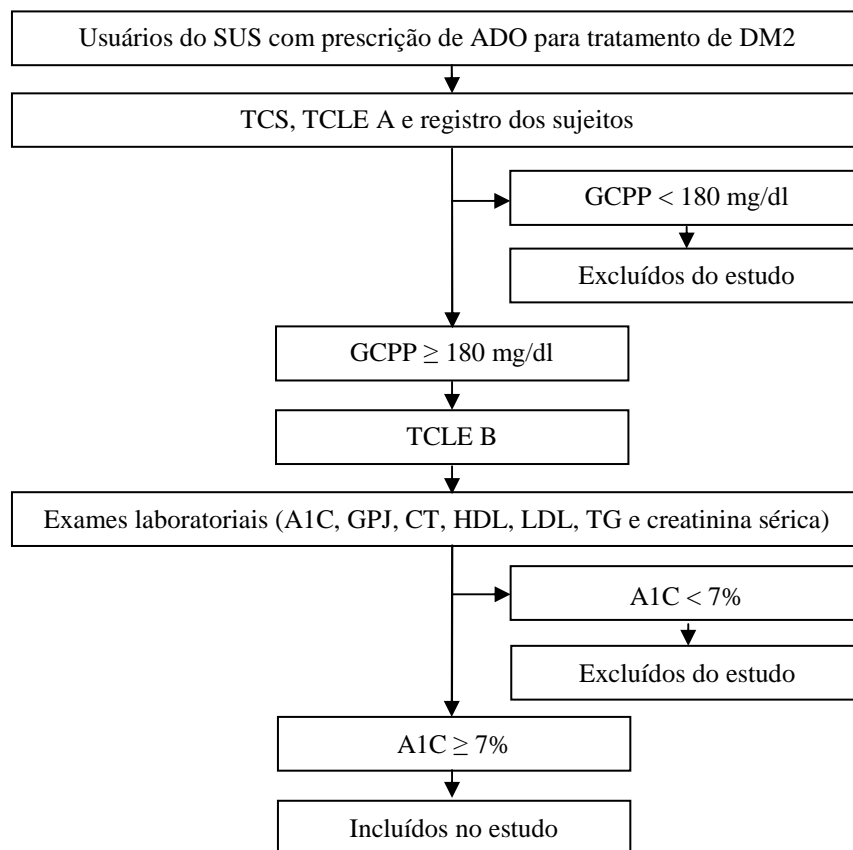 Usuários do SUS com prescrição de ADO para tratamento de DM2
TCS, TCLE A e registro dos sujeitos
GCPP < 180 mg/dl
Excluídos do estudo
GCPP ≥ 180 mg/dl
TCLE B
Exames laboratoriais (A1C, GPJ, CT, HDL, LDL, TG e creatinina sérica)
A1C < 7%
Excluídos do estudo
A1C ≥ 7%
Incluídos no estudo